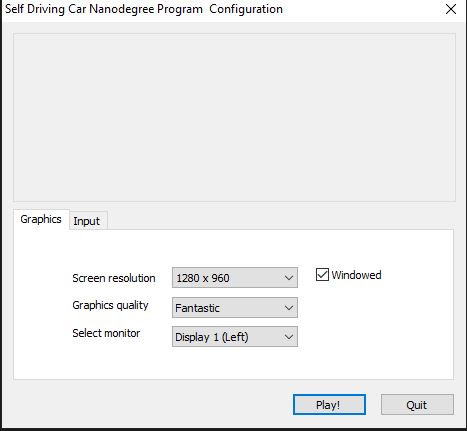 Self Driving Car Nanodegree Program  Configuration
Graphics
Input
Screen resolution
1280 x 960
Windowed
Graphics quality
Fantastic
Select monitor
Display 1 (Left)
Play!
Quit